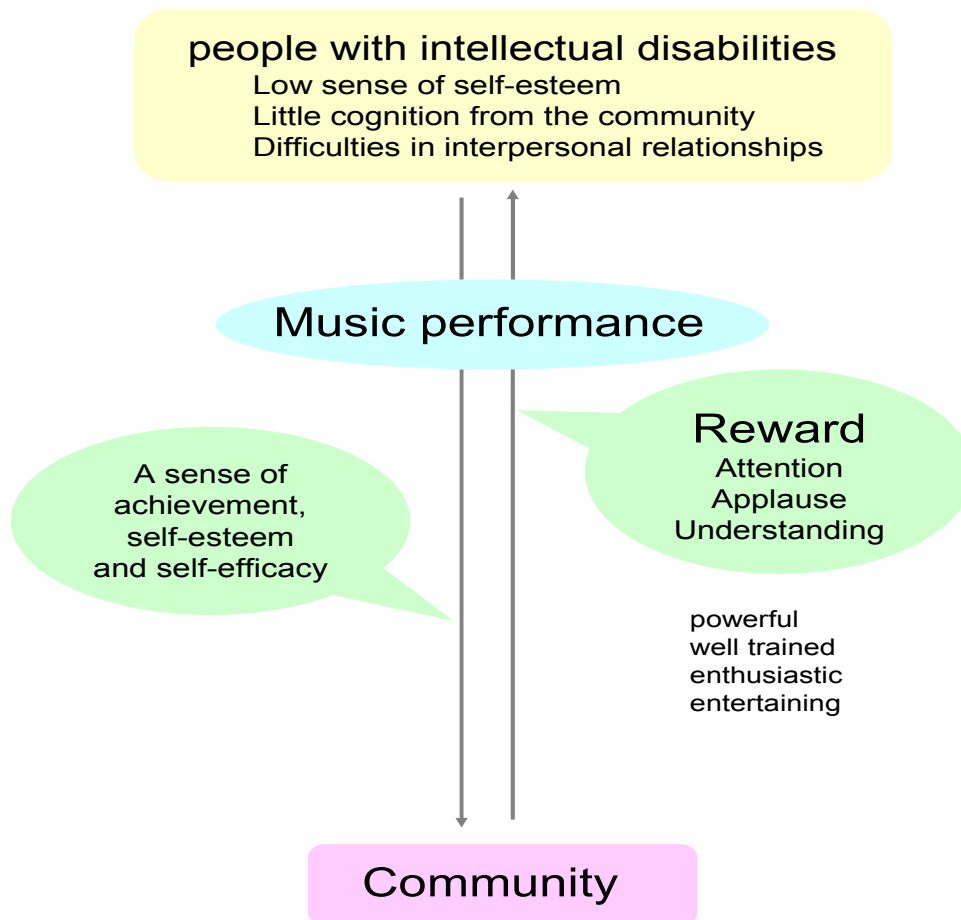 people with intellectual disabilities
Low sense of self-esteem
Little cognition from the community
Difficulties in interpersonal relationships
Music performance
Reward
Attention
Applause
Understanding
A sense of
achievement,
self-esteem
and self-efficacy
powerful
well trained
enthusiastic
entertaining
Community